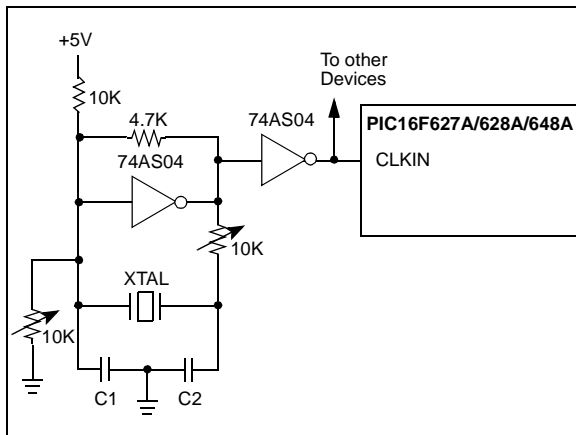 +5V
10K
4.7K
74AS04
74AS04
To other
Devices
PIC16F627A/628A/648A
CLKIN
10K
XTAL
10K
C1
C2